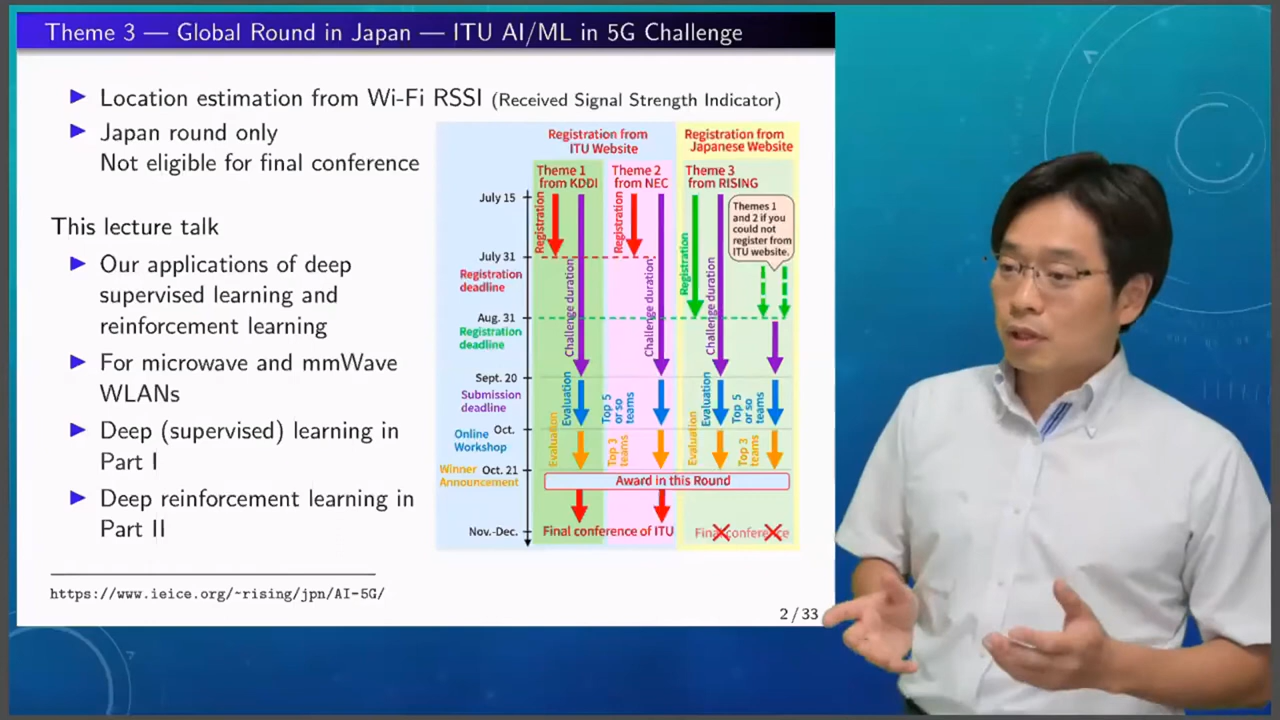 Theme 3 — Global Round in Japan — ITU AI/ML in 5G Challenge
▶ Location estimation from Wi-Fi RSSI (Received Signal Strength Indicator)
▶ Japan round only
Not eligible for final conference
This lecture talk
▶ Our applications of deep
supervised learning and
reinforcement learning
▶ For microwave and mmWave
WLANs
▶ Deep (supervised) learning in
Part I
▶ Deep reinforcement learning in
Part II
Registration from
ITU Website
Registration from
Japanese Website
Theme 1
from KDDI
Theme 2
from NEC
Theme 3
from RISING
July 15
Registration
Registration
Themes 1
and 2 if you
could not
register from
ITU website.
July 31
Registration
deadline
Registration
Challenge duration
Challenge duration
Challenge duration
Aug. 31
Registration
deadline
Sept. 20
Submission
deadline
Evaluation
Top 5
or so
teams
Evaluation
Top 5
or so
teams
Oct.
Online
Workshop
Evaluation
Top 3
teams
Evaluation
Top 3
teams
Winner
Announcement
Oct. 21
Award in this Round
Nov.-Dec.
Final conference of ITU
Final conference
https://www.ieice.org/~rising/jpn/AI-5G/
2 / 33